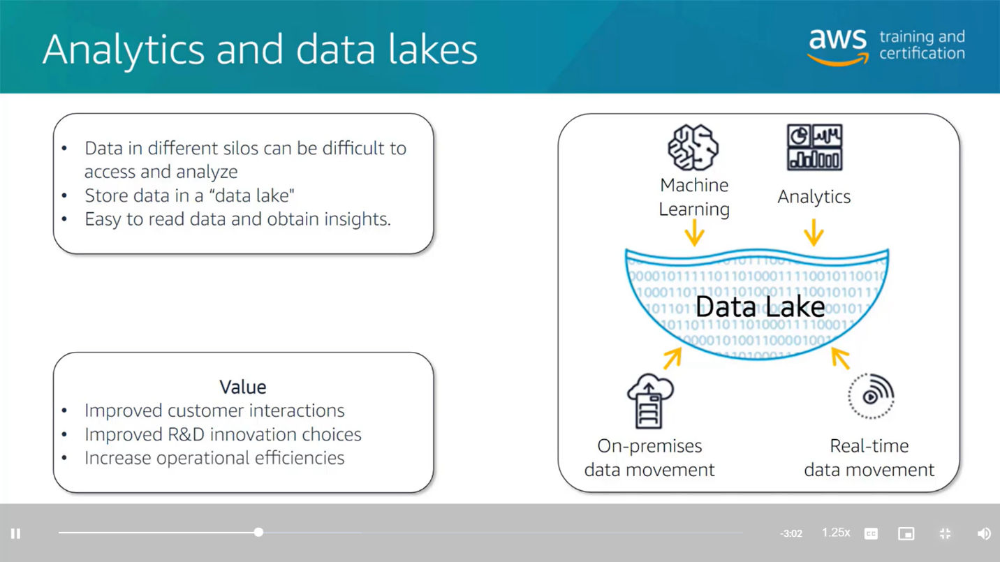 Analytics and data lakes
aws training and
certification
• Data in different silos can be difficult to
access and analyze
• Store data in a “data lake"
• Easy to read data and obtain insights.
Value
• Improved customer interactions
• Improved R&D innovation choices
• Increase operational efficiencies
Machine
Learning
Analytics
Data Lake
On-premises
data movement
Real-time
data movement
-3:02
1.25x
CC